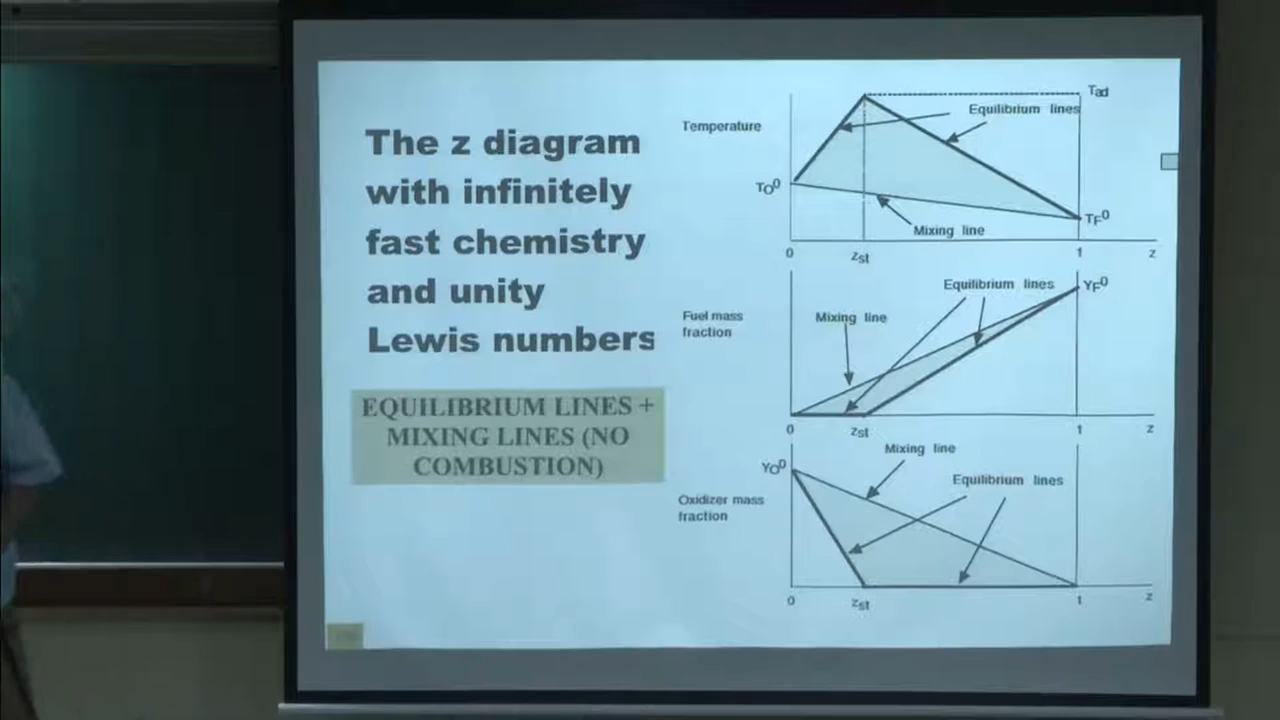 The z diagram
with infinitely
fast chemistry
and unity
Lewis numbers
EQUILIBRIUM LINES +
MIXING LINES (NO
COMBUSTION)
Temperature
Tad
Equilibrium lines
TO0
TF0
Mixing line
0
zst
1
z
Equilibrium lines
YF0
Fuel mass
fraction
Mixing line
0
zst
1
z
Mixing line
YO0
Equilibrium lines
Oxidizer mass
fraction
0
zst
1
z